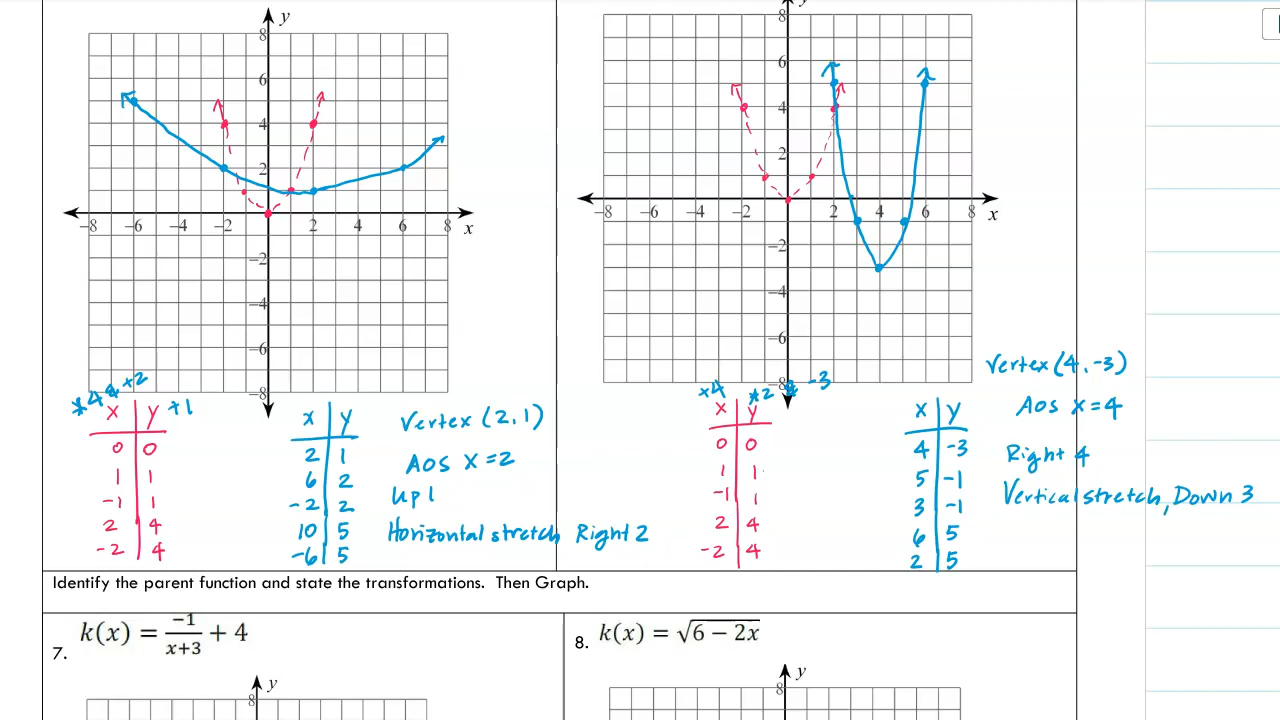 y
8
6
4
2
-8 -6 -4 -2 2 4 6 8 x
-2
-4
-6
-8
*4 & +2
x y +1
0 0
1 1
-1 1
2 4
-2 4
x y
2 1
6 2
-2 2
10 5
-6 5
Vertex (2, 1)
AOS x = 2
Up 1
Horizontal stretch Right 2
y
8
6
4
2
-8 -6 -4 -2 2 4 6 8 x
-2
-4
-6
-8
+4 *2 & -3
x y
0 0
1 1
-1 1
2 4
-2 4
x y
4 -3
5 -1
3 -1
6 5
2 5
Vertex (4, -3)
AOS x = 4
Right 4
Vertical stretch, Down 3
Identify the parent function and state the transformations. Then Graph.
7. k(x) = -1/(x+3) + 4
y
8
8. k(x) = √(6 − 2x)
y
8